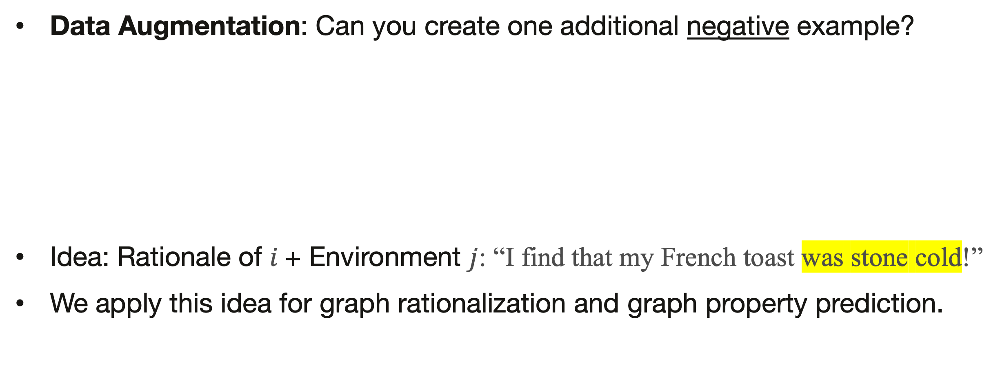 • Data Augmentation: Can you create one additional negative example?
• Idea: Rationale of i + Environment j: “I find that my French toast was stone cold!”
• We apply this idea for graph rationalization and graph property prediction.